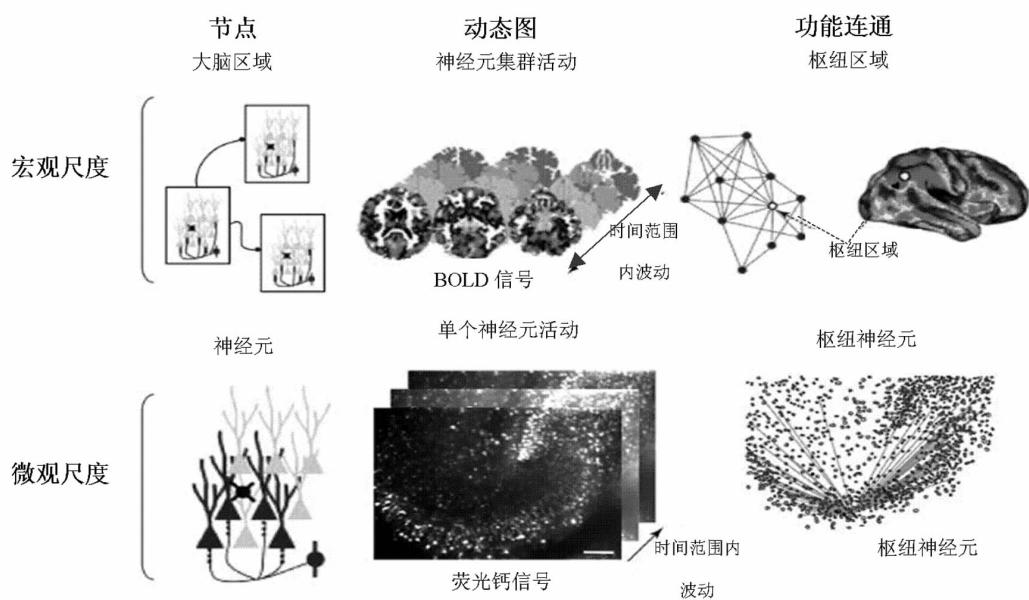 节点
动态图
功能连通
大脑区域
神经元集群活动
枢纽区域
宏观尺度
时间范围
内波动
枢纽区域
BOLD 信号
神经元
单个神经元活动
枢纽神经元
微观尺度
时间范围内
波动
枢纽神经元
荧光钙信号